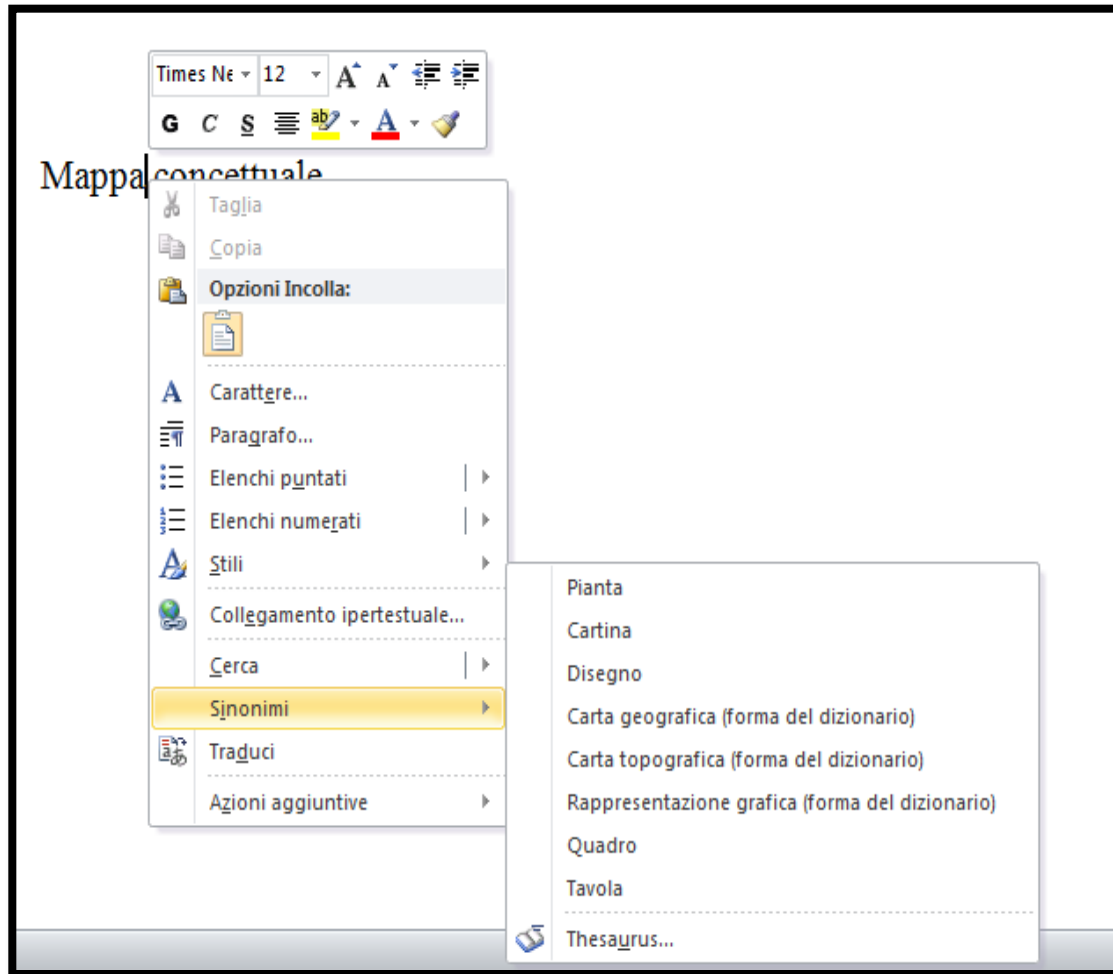 Times Ne 12 A A
G C S ab A
Mappa concettuale
Taglia
Copia
Opzioni Incolla:
A Carattere...
Paragrafo...
Elenchi puntati
Elenchi numerati
Stili
Collegamento ipertestuale...
Cerca
Sinonimi
Traduci
Azioni aggiuntive
Pianta
Cartina
Disegno
Carta geografica (forma del dizionario)
Carta topografica (forma del dizionario)
Rappresentazione grafica (forma del dizionario)
Quadro
Tavola
Thesaurus...